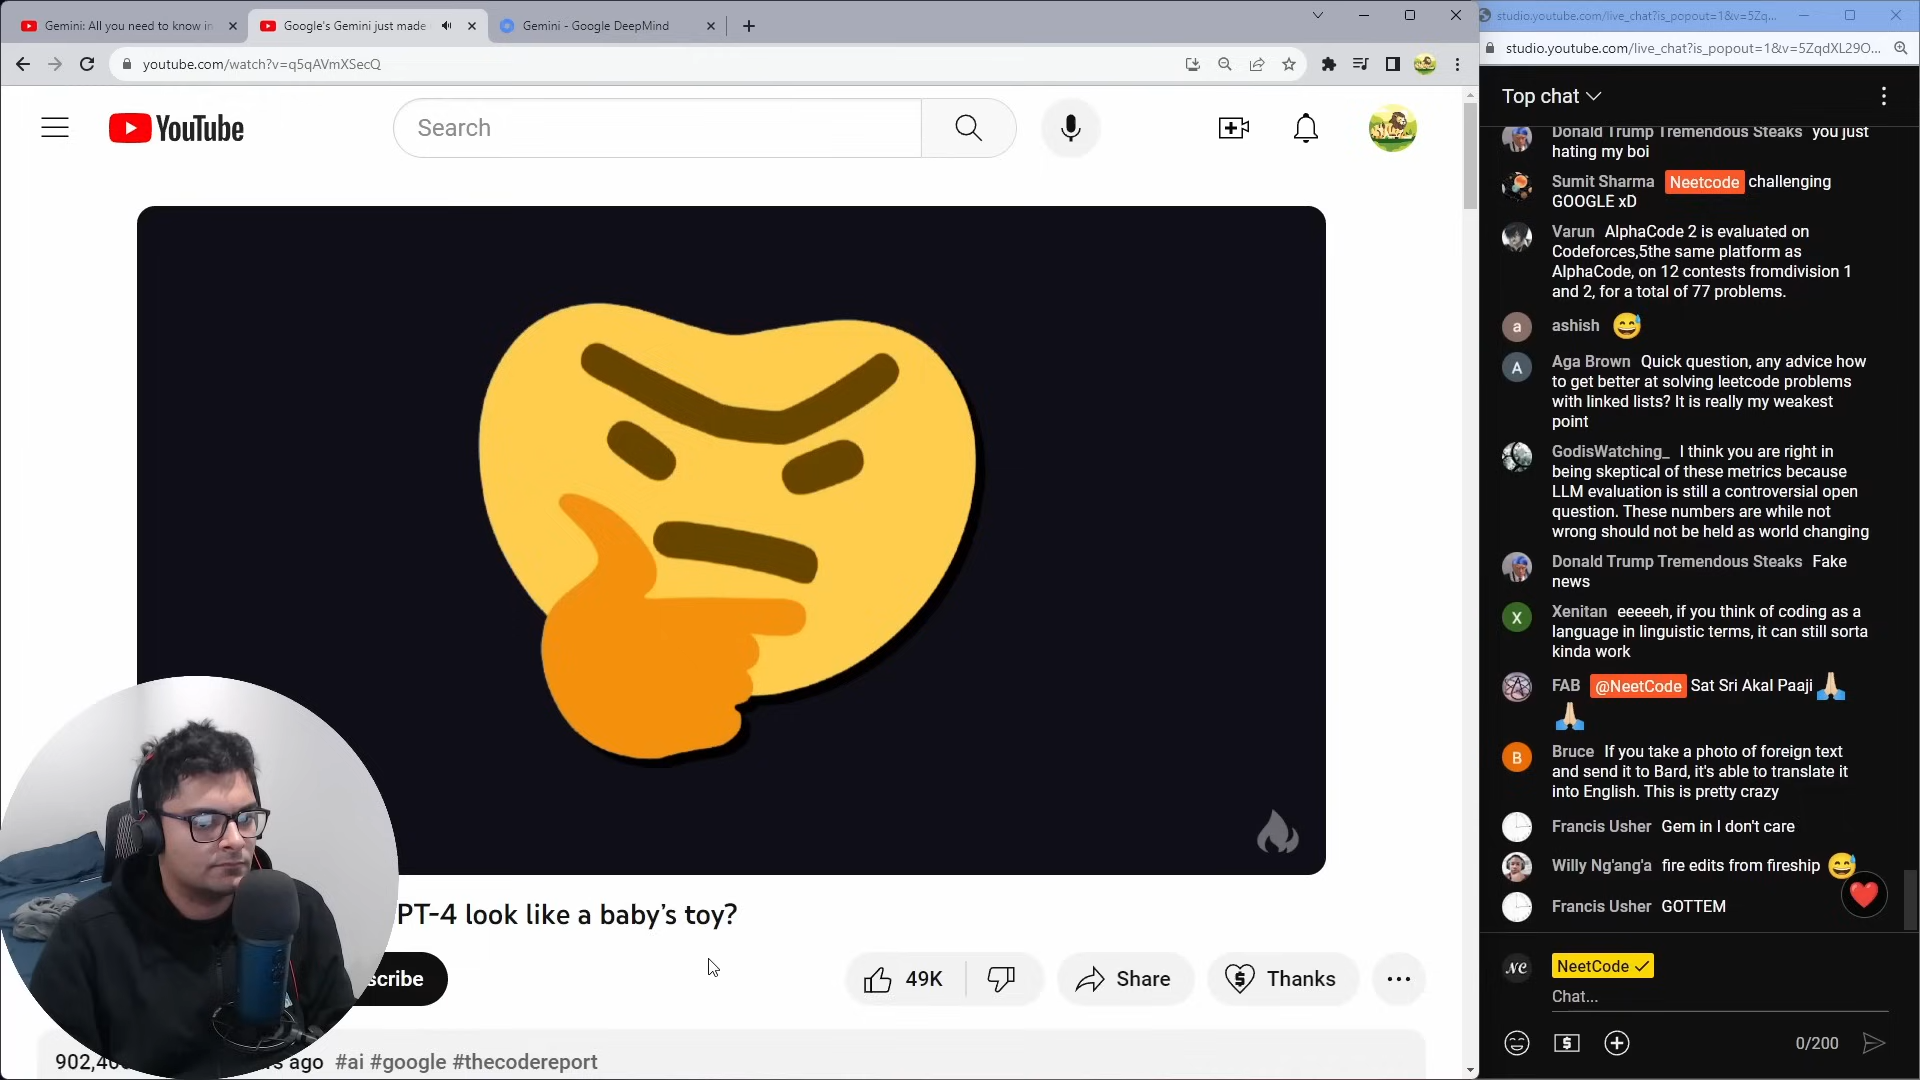 Gemini: All you need to know in
Google's Gemini just made
Gemini - Google DeepMind
studio.youtube.com/live_chat?is_popout=1&v=5Zq...
youtube.com/watch?v=q5qAVmXSecQ
studio.youtube.com/live_chat?is_popout=1&v=5ZqdXL29O...
YouTube
Search
Top chat
Donald Trump Tremendous Steaks you just
hating my boi
Sumit Sharma Neetcode challenging
GOOGLE xD
Varun AlphaCode 2 is evaluated on
Codeforces,5the same platform as
AlphaCode, on 12 contests fromdivision 1
and 2, for a total of 77 problems.
a
ashish 😅
A
Aga Brown Quick question, any advice how
to get better at solving leetcode problems
with linked lists? It is really my weakest
point
GodisWatching_ I think you are right in
being skeptical of these metrics because
LLM evaluation is still a controversial open
question. These numbers are while not
wrong should not be held as world changing
Donald Trump Tremendous Steaks Fake
news
X
Xenitan eeeeeh, if you think of coding as a
language in linguistic terms, it can still sorta
kinda work
FAB @NeetCode Sat Sri Akal Paaji 🙏🏻
🙏🏻
B
Bruce If you take a photo of foreign text
and send it to Bard, it's able to translate it
into English. This is pretty crazy
Francis Usher Gem in I don't care
Willy Ng'ang'a fire edits from fireship 😅
Francis Usher GOTTEM
PT-4 look like a baby's toy?
scribe
49K
Share
Thanks
NC
NeetCode
Chat...
0/200
ago #ai #google #thecodereport